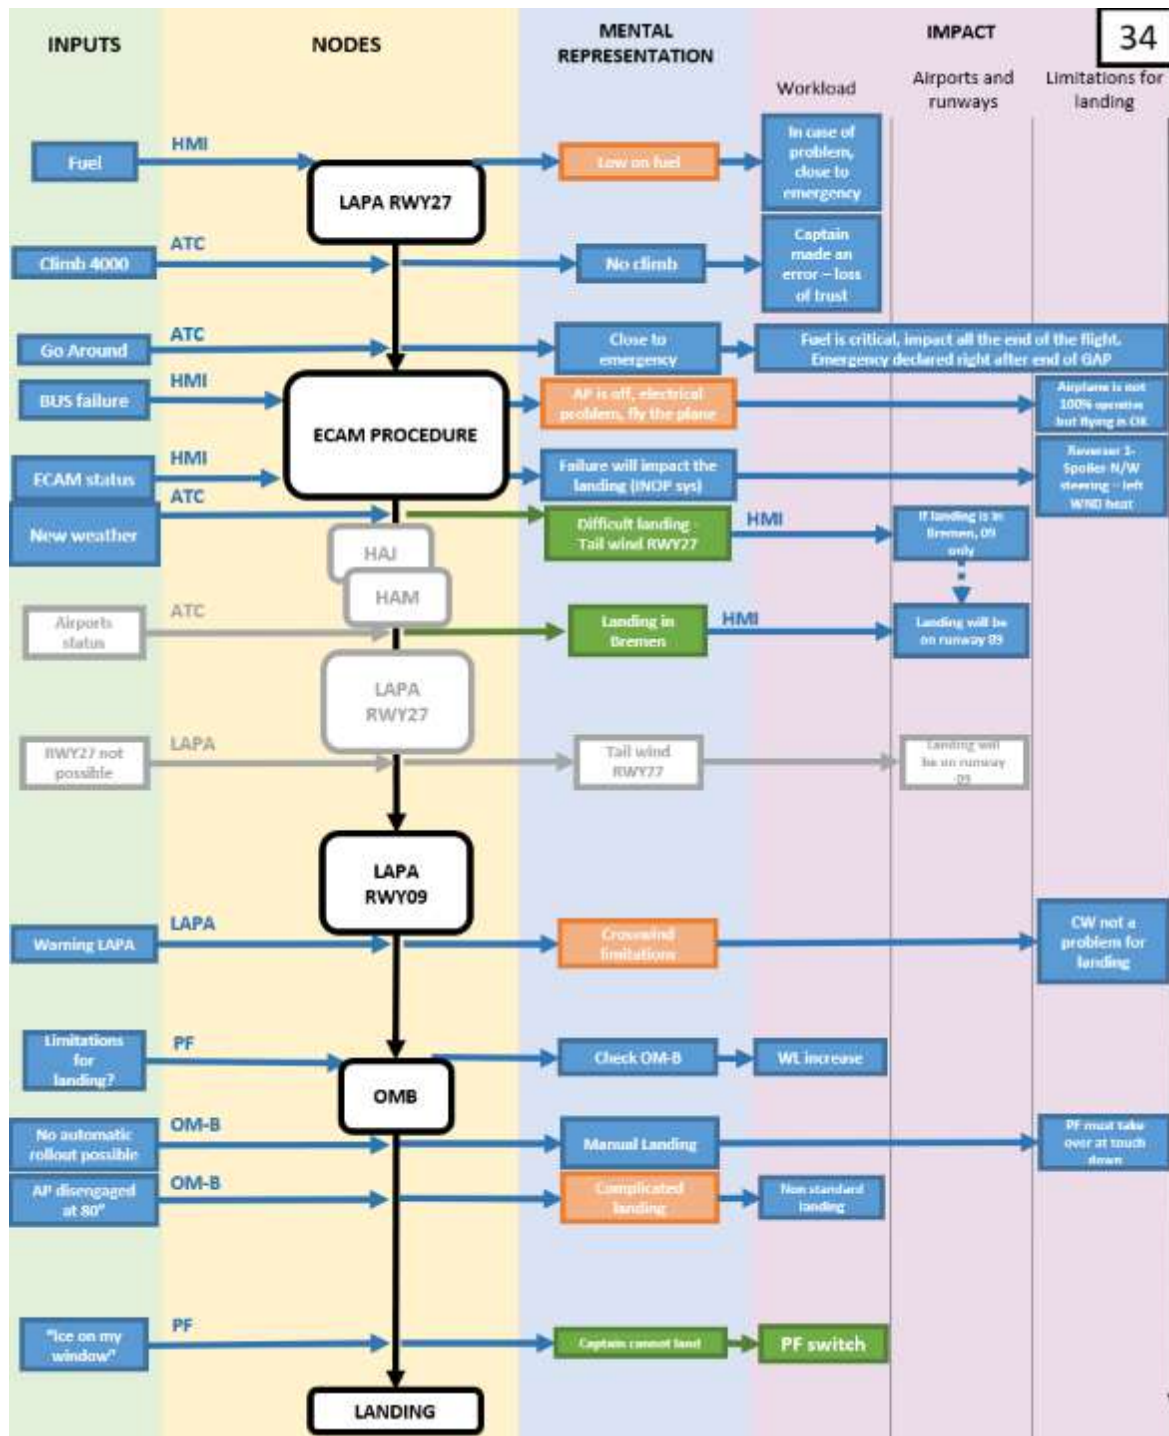 INPUTS
NODES
MENTAL
REPRESENTATION
IMPACT
34
Workload
Airports and
runways
Limitations for
landing
Fuel
HMI
LAPA RWY27
Low on fuel
In case of
problem,
close to
emergency
Climb 4000
ATC
No climb
Captain
made an
error – loss
of trust
Go Around
ATC
Close to
emergency
Fuel is critical, impact all the end of the flight.
Emergency declared right after end of GAP
BUS failure
HMI
ECAM PROCEDURE
AP is off, electrical
problem, fly the plane
Airplane is not
100% operative
but flying is OK
ECAM status
HMI
Failure will impact the
landing (INOP sys)
Reverser 1-
Spoiler N/W
steering – left
WND heat
New weather
ATC
Difficult landing -
Tail wind RWY27
HMI
If landing is in
Bremen, 09
only
HAJ
HAM
Airports
status
ATC
Landing in
Bremen
HMI
Landing will be
on runway 09
LAPA
RWY27
RWY27 not
possible
LAPA
Tail wind
RWY27
Landing will
be on runway
09
LAPA
RWY09
Warning LAPA
LAPA
Crosswind
limitations
CW not a
problem for
landing
Limitations
for
landing?
PF
OMB
Check OM-B
WL increase
No automatic
rollout possible
OM-B
Manual Landing
PF must take
over at touch
down
AP disengaged
at 80"
OM-B
Complicated
landing
Non standard
landing
"Ice on my
window"
PF
Captain cannot land
PF switch
LANDING